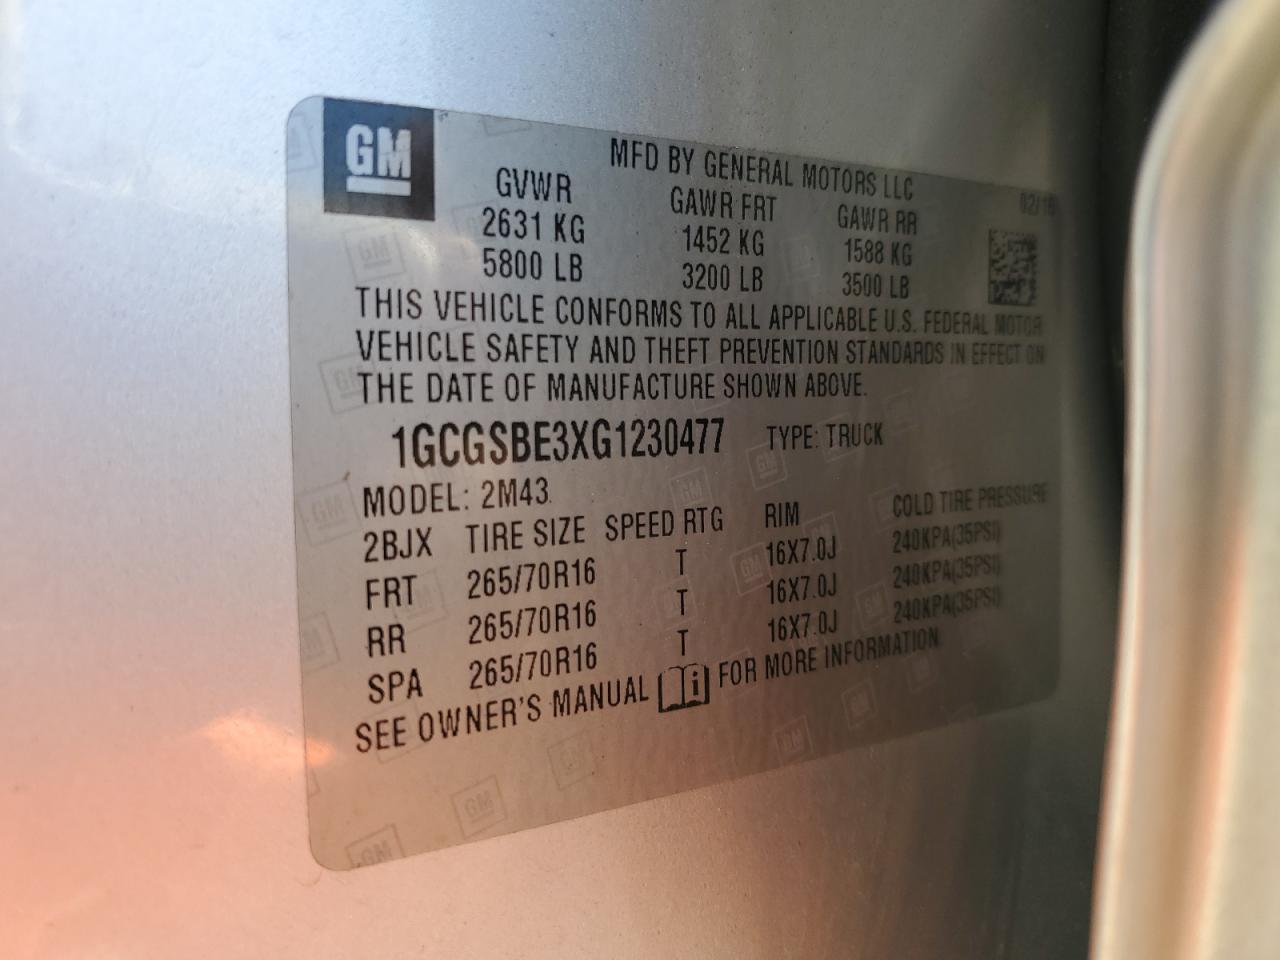 GM
MFD BY GENERAL MOTORS LLC
GVWR GAWR FRT GAWR RR
2631 KG 1452 KG 1588 KG
5800 LB 3200 LB 3500 LB
THIS VEHICLE CONFORMS TO ALL APPLICABLE U.S. FEDERAL MOTOR
VEHICLE SAFETY AND THEFT PREVENTION STANDARDS IN EFFECT ON
THE DATE OF MANUFACTURE SHOWN ABOVE.
1GCGSBE3XG1230477 TYPE: TRUCK
MODEL: 2M43
2BJX TIRE SIZE SPEED RTG RIM COLD TIRE PRESSURE
FRT 265/70R16 T 16X7.0J 240KPA(35PSI)
RR 265/70R16 T 16X7.0J 240KPA(35PSI)
SPA 265/70R16 T 16X7.0J 240KPA(35PSI)
SEE OWNER'S MANUAL FOR MORE INFORMATION